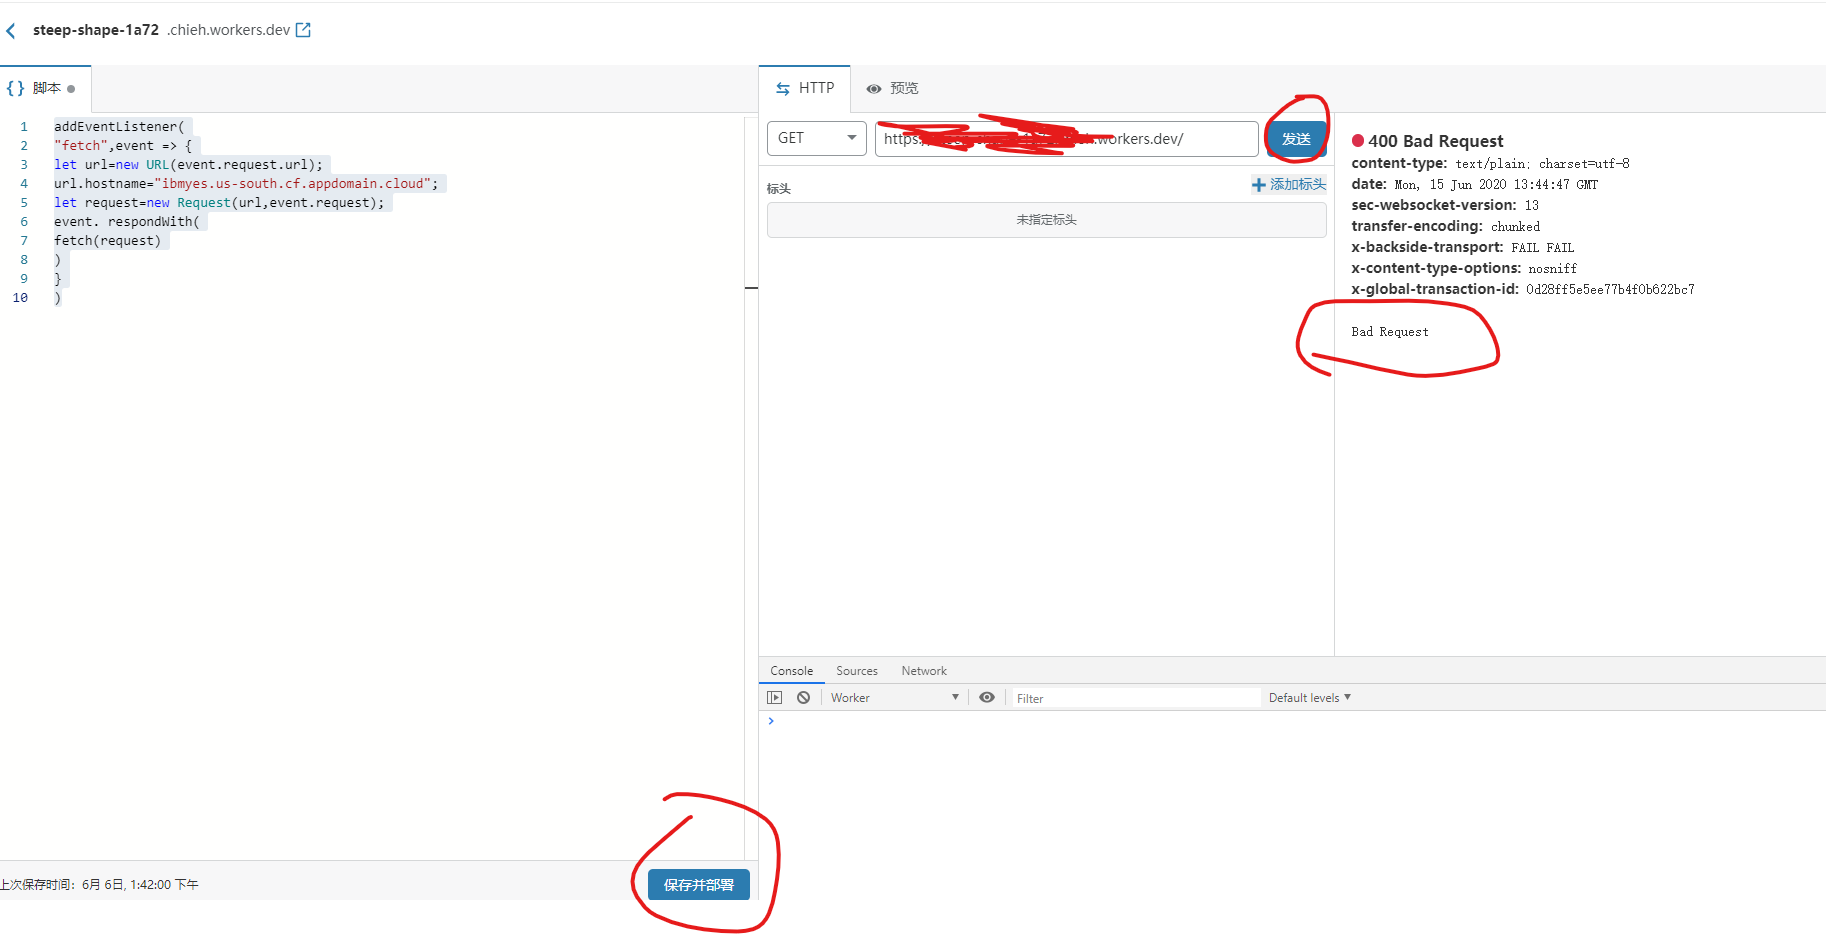 steep-shape-1a72 .chieh.workers.dev
{} 脚本
1 addEventListener(
2 "fetch",event => {
3 let url=new URL(event.request.url);
4 url.hostname="ibmyes.us-south.cf.appdomain.cloud";
5 let request=new Request(url,event.request);
6 event. respondWith(
7 fetch(request)
8 )
9 }
10 )
上次保存时间：6月 6日, 1:42:00 下午
保存并部署
HTTP 预览
GET https: .workers.dev/ 发送
标头 添加标头
未指定标头
400 Bad Request
content-type: text/plain; charset=utf-8
date: Mon, 15 Jun 2020 13:44:47 GMT
sec-websocket-version: 13
transfer-encoding: chunked
x-backside-transport: FAIL FAIL
x-content-type-options: nosniff
x-global-transaction-id: 0d28ff5e5ee77b4f0b622bc7
Bad Request
Console Sources Network
Worker Filter Default levels